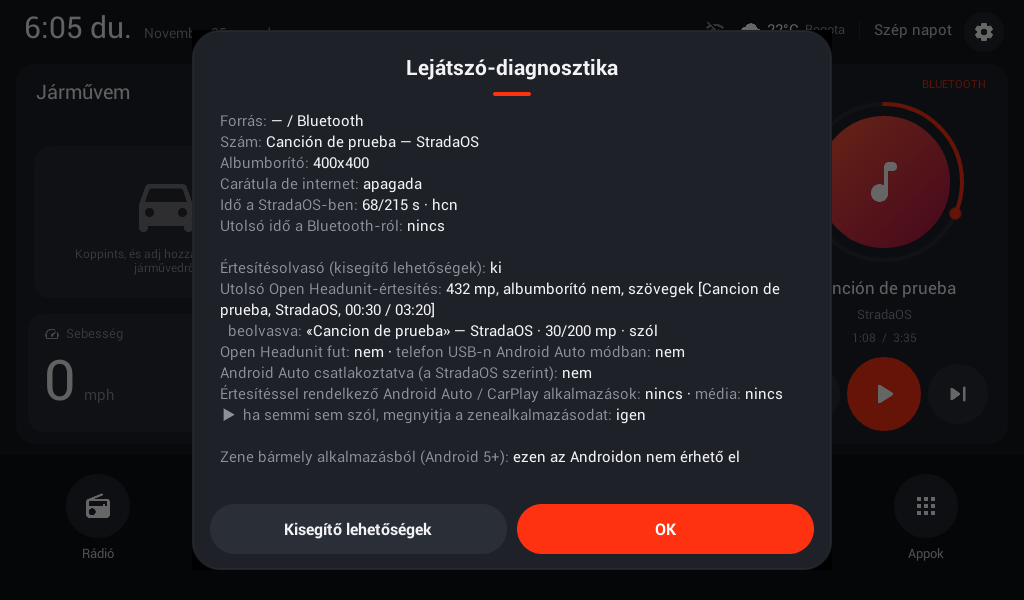 6:05 du.
22°C Bogota
Szép napot
Lejátszó-diagnosztika
Járművem
BLUETOOTH
Forrás: — / Bluetooth
Szám: Canción de prueba — StradaOS
Albumborító: 400x400
Carátula de internet: apagada
Idő a StradaOS-ben: 68/215 s · hcn
Utolsó idő a Bluetooth-ról: nincs
Koppints, és adj
járművedr
Értesítésolvasó (kisegítő lehetőségek): ki
Utolsó Open Headunit-értesítés: 432 mp, albumborító nem, szövegek [Cancion de
prueba, StradaOS, 00:30 / 03:20]
beolvasva: «Cancion de prueba» — StradaOS · 30/200 mp · szól
Open Headunit fut: nem · telefon USB-n Android Auto módban: nem
Android Auto csatlakoztatva (a StradaOS szerint): nem
Értesítéssel rendelkező Android Auto / CarPlay alkalmazások: nincs · média: nincs
▶ ha semmi sem szól, megnyitja a zenealkalmazásodat: igen
Zene bármely alkalmazásból (Android 5+): ezen az Androidon nem érhető el
nción de prueba
StradaOS
1:08 / 3:35
Sebesség
0 mph
Kisegítő lehetőségek
OK
Rádió
Appok